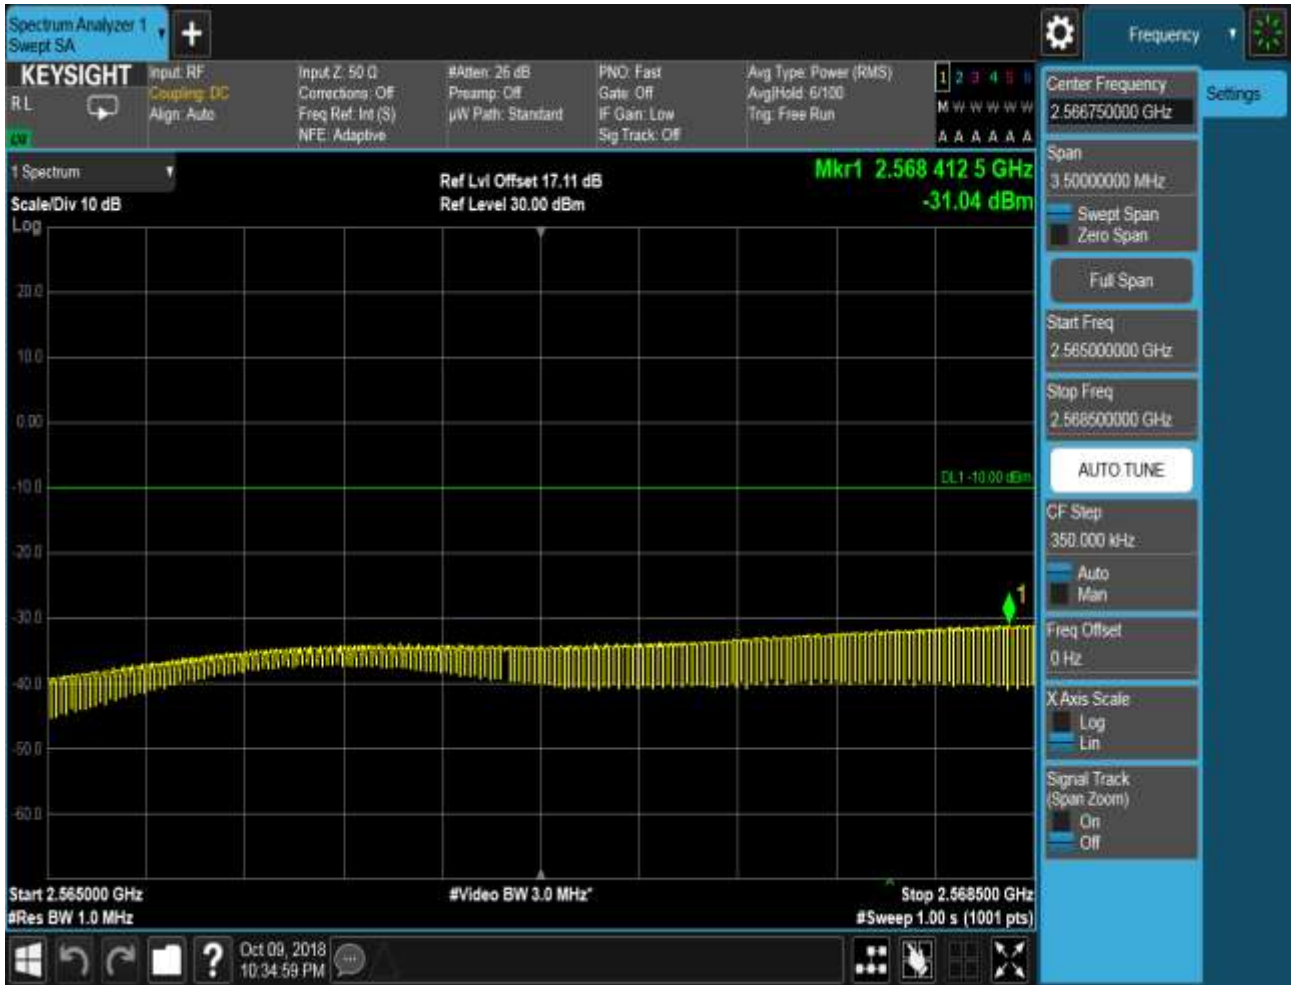 Spectrum Analyzer 1
Swept SA
Frequency
KEYSIGHT
R L
Input: RF
Coupling: DC
Align: Auto
Input Z: 50 Ω
Corrections: Off
Freq Ref: Int (S)
NFE: Adaptive
#Atten: 26 dB
Preamp: Off
µW Path: Standard
PNO: Fast
Gate: Off
IF Gain: Low
Sig Track: Off
Avg Type: Power (RMS)
Avg|Hold: 6/100
Trig: Free Run
1 2 3 4 5 6
M W W W W W
A A A A A A
1 Spectrum
Scale/Div 10 dB
Log
Ref Lvl Offset 17.11 dB
Ref Level 30.00 dBm
Mkr1 2.568 412 5 GHz
-31.04 dBm
20.0
10.0
0.00
-10.0
-20.0
-30.0
-40.0
-50.0
-60.0
DL1 -10.00 dBm
1
Start 2.565000 GHz
#Res BW 1.0 MHz
#Video BW 3.0 MHz*
Stop 2.568500 GHz
#Sweep 1.00 s (1001 pts)
Oct 09, 2018
10:34:59 PM
Center Frequency
2.566750000 GHz
Settings
Span
3.50000000 MHz
Swept Span
Zero Span
Full Span
Start Freq
2.565000000 GHz
Stop Freq
2.568500000 GHz
AUTO TUNE
CF Step
350.000 kHz
Auto
Man
Freq Offset
0 Hz
X Axis Scale
Log
Lin
Signal Track
(Span Zoom)
On
Off